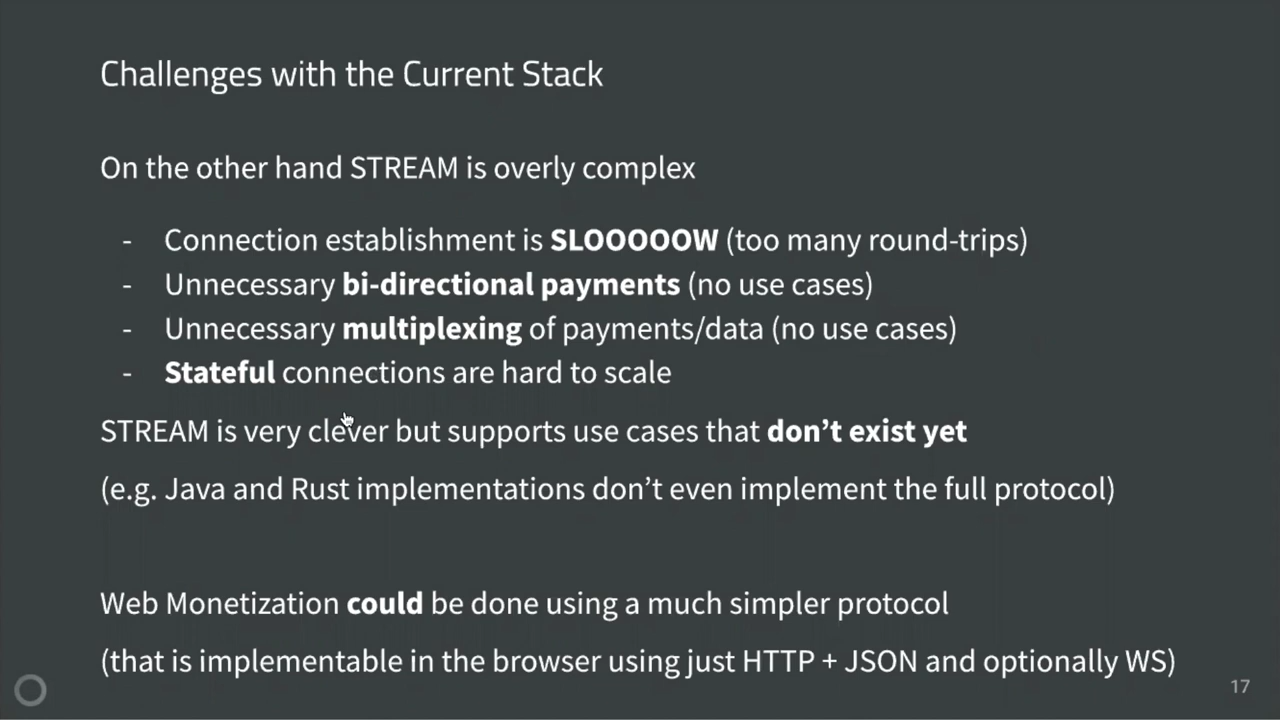 Challenges with the Current Stack
On the other hand STREAM is overly complex
- Connection establishment is SLOOOOOW (too many round-trips)
- Unnecessary bi-directional payments (no use cases)
- Unnecessary multiplexing of payments/data (no use cases)
- Stateful connections are hard to scale
STREAM is very clever but supports use cases that don't exist yet
(e.g. Java and Rust implementations don't even implement the full protocol)
Web Monetization could be done using a much simpler protocol
(that is implementable in the browser using just HTTP + JSON and optionally WS)
17